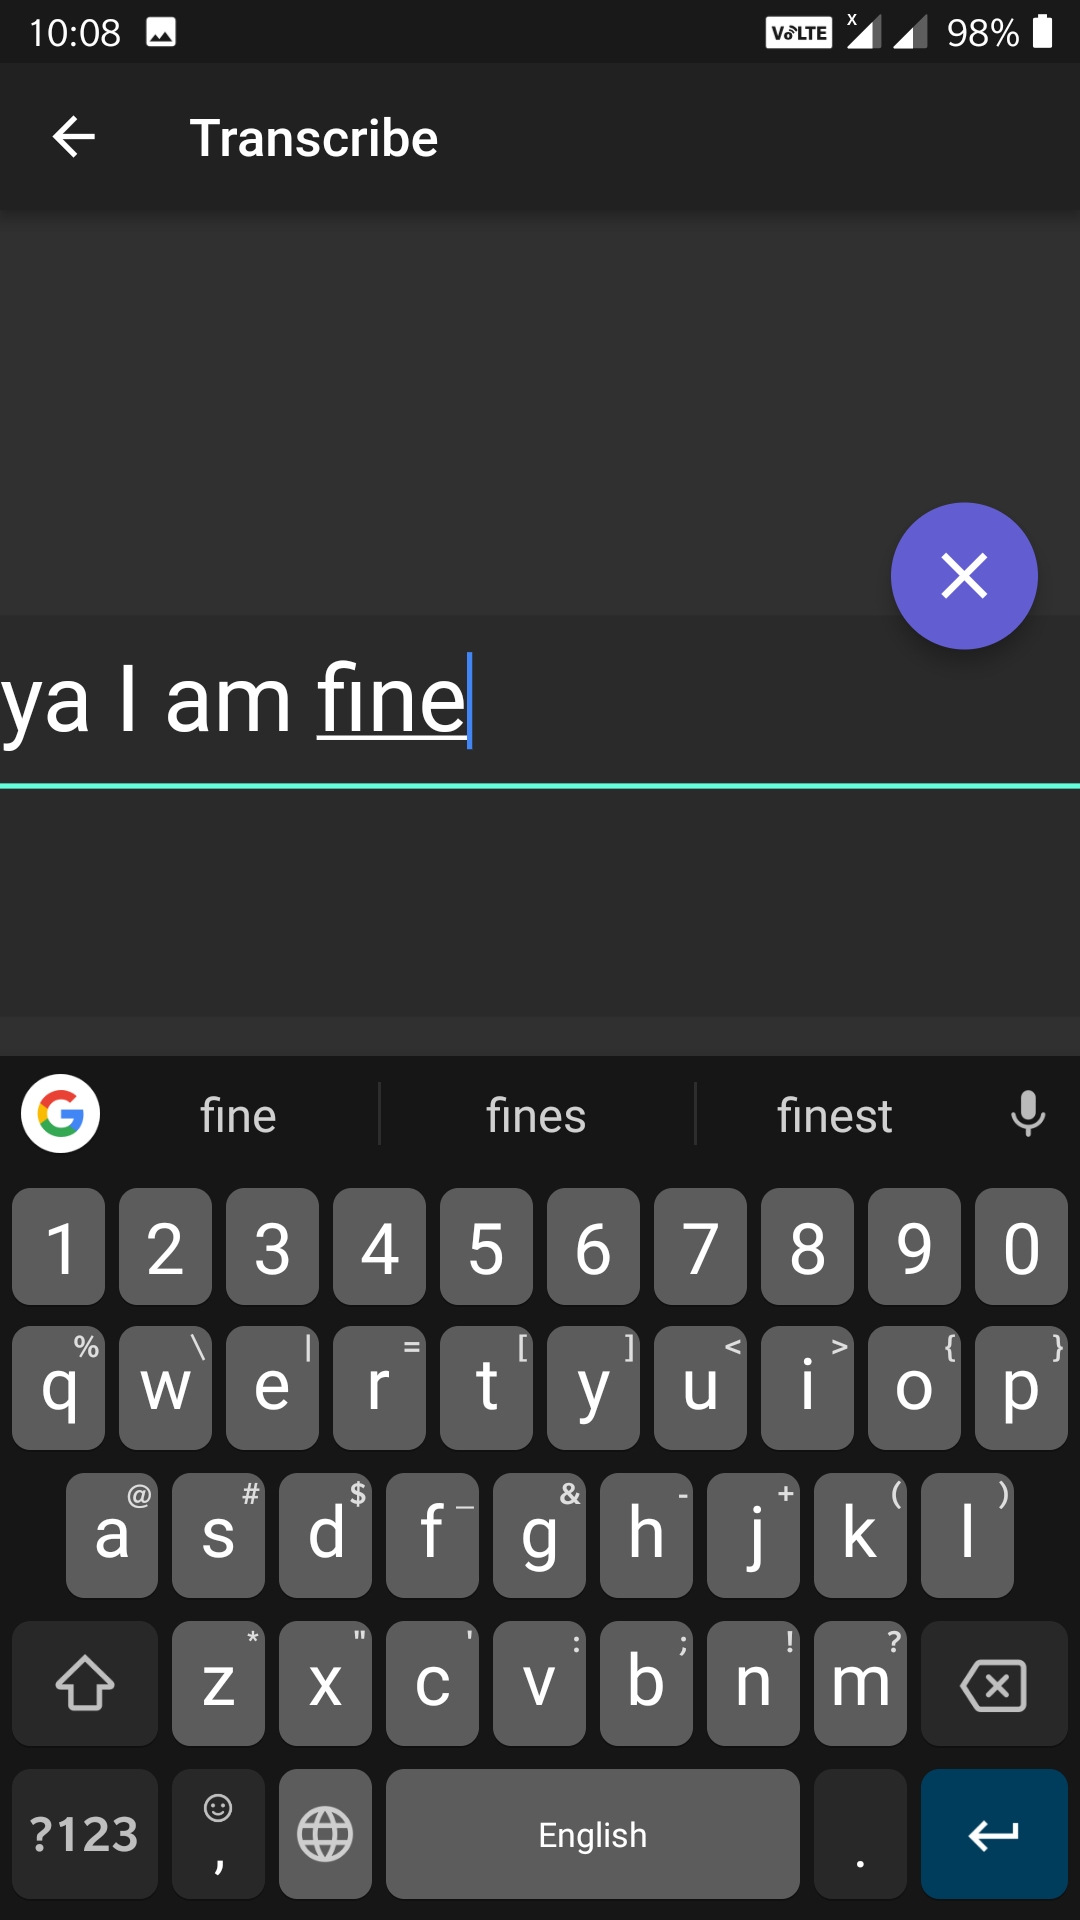 10:08 VoLTE x 98%
Transcribe
ya I am fine
fine fines finest
1 2 3 4 5 6 7 8 9 0
% \ | = [ ] < > { }
q w e r t y u i o p
@ # $ _ & - + ( )
a s d f g h j k l
* " ' : ; ! ?
z x c v b n m
?123 , English .